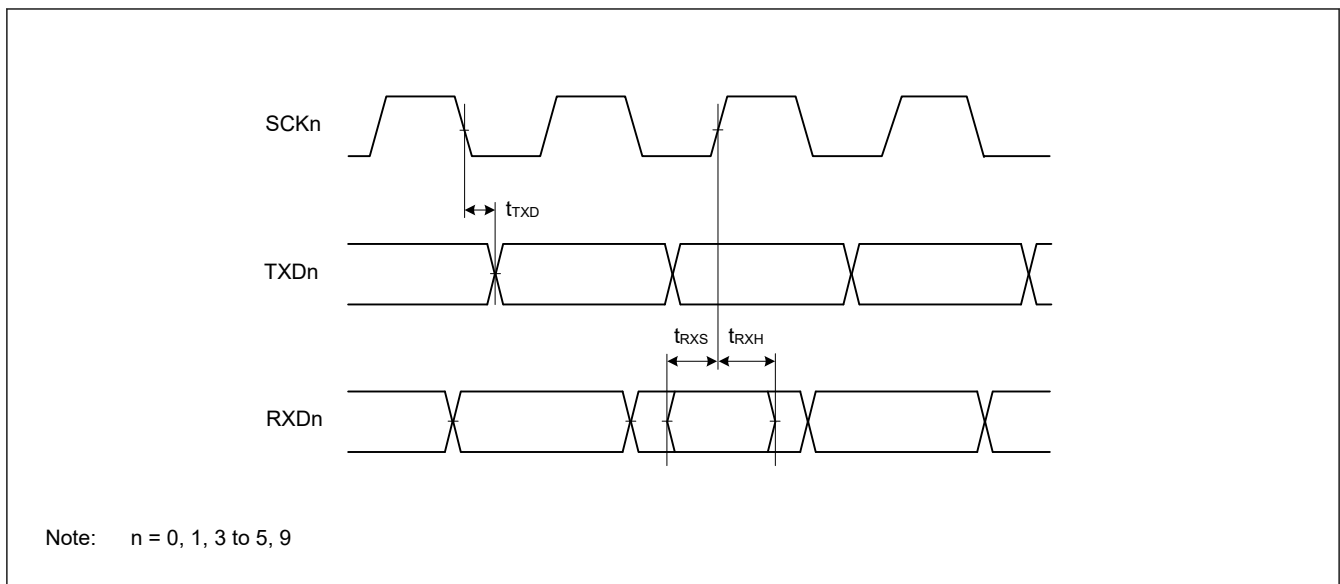 SCKn
tTXD
TXDn
tRXS tRXH
RXDn
Note: n = 0, 1, 3 to 5, 9